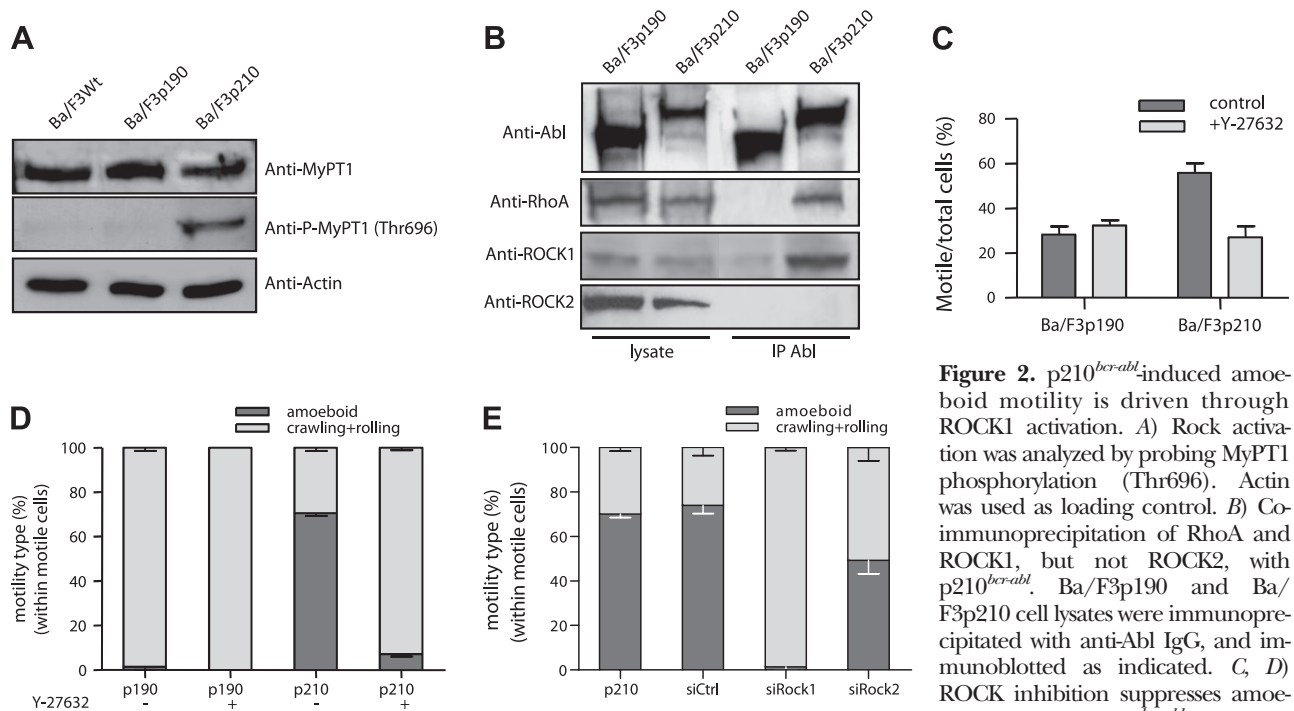 A
Ba/F3Wt
Ba/F3p190
Ba/F3p210
Anti-MyPT1
Anti-P-MyPT1 (Thr696)
Anti-Actin
B
Ba/F3p190
Ba/F3p210
Ba/F3p190
Ba/F3p210
Anti-Abl
Anti-RhoA
Anti-ROCK1
Anti-ROCK2
lysate
IP Abl
C
control
+Y-27632
Motile/total cells (%)
80
60
40
20
0
Ba/F3p190
Ba/F3p210
D
amoeboid
crawling+rolling
motility type (%)
(within motile cells)
100
80
60
40
20
0
p190
p190
p210
p210
Y-27632
-
+
-
+
E
amoeboid
crawling+rolling
motility type (%)
(within motile cells)
100
80
60
40
20
0
p210
siCtrl
siRock1
siRock2
Figure 2. p210bcr-abl-induced amoe-
boid motility is driven through
ROCK1 activation. A) Rock activa-
tion was analyzed by probing MyPT1
phosphorylation (Thr696). Actin
was used as loading control. B) Co-
immunoprecipitation of RhoA and
ROCK1, but not ROCK2, with
p210bcr-abl. Ba/F3p190 and Ba/
F3p210 cell lysates were immunopre-
cipitated with anti-Abl IgG, and im-
munoblotted as indicated. C, D)
ROCK inhibition suppresses amoe-